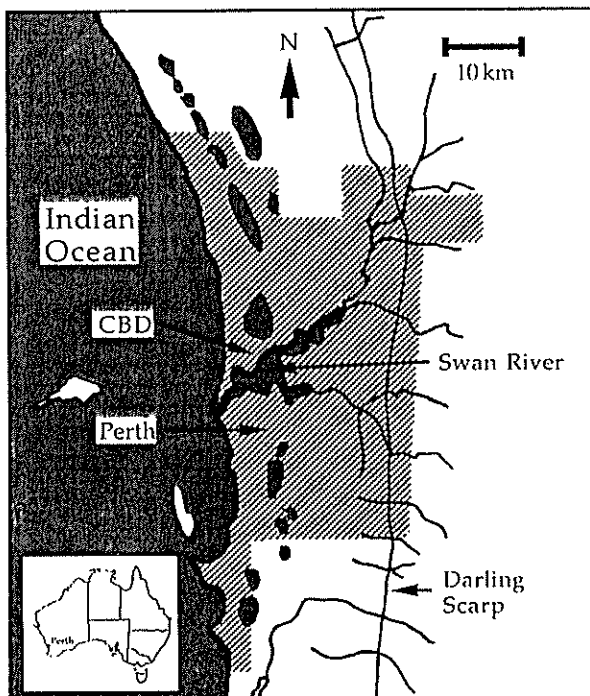 N
10 km
Indian
Ocean
CBD
Swan River
Perth
Darling
Scarp
Perth